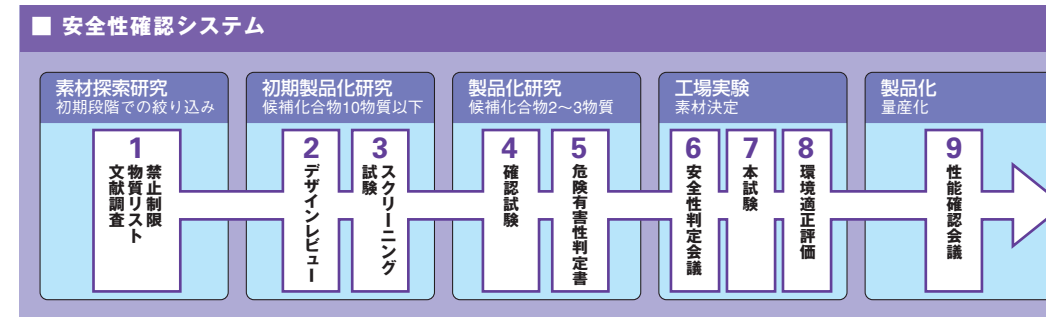 ■ 安全性確認システム
素材探索研究
初期段階での絞り込み
1
禁止制限
物質リスト
文献調査
初期製品化研究
候補化合物10物質以下
2
デザインレビュー
3
スクリーニング
試験
製品化研究
候補化合物2〜3物質
4
確認試験
5
危険有害性判定書
工場実験
素材決定
6
安全性判定会議
7
本試験
8
環境適正評価
製品化
量産化
9
性能確認会議